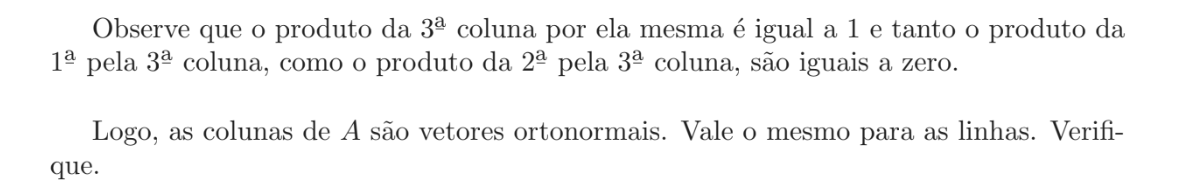 Observe que o produto da 3ª coluna por ela mesma é igual a 1 e tanto o produto da
1ª pela 3ª coluna, como o produto da 2ª pela 3ª coluna, são iguais a zero.
Logo, as colunas de A são vetores ortonormais. Vale o mesmo para as linhas. Verifi-
que.